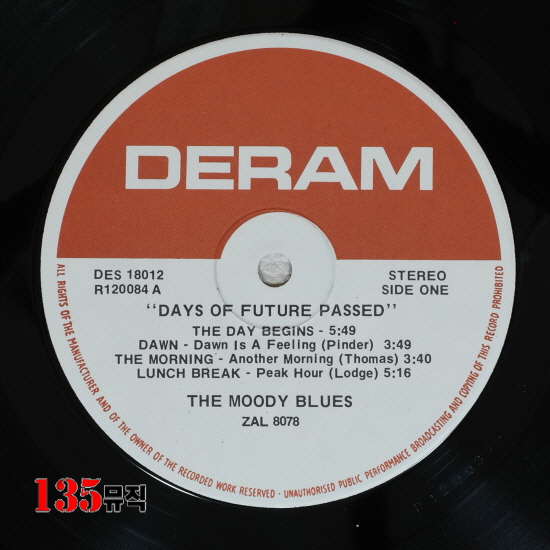 DERAM
DES 18012
R120084 A
STEREO
SIDE ONE
"DAYS OF FUTURE PASSED"
THE DAY BEGINS - 5:49
DAWN - Dawn Is A Feeling (Pinder) 3:49
THE MORNING - Another Morning (Thomas) 3:40
LUNCH BREAK - Peak Hour (Lodge) 5:16
THE MOODY BLUES
ZAL 8078
ALL RIGHTS OF THE MANUFACTURER AND OF THE OWNER OF THE RECORDED WORK RESERVED · UNAUTHORISED PUBLIC PERFORMANCE BROADCASTING AND COPYING OF THIS RECORD PROHIBITED
135뮤직